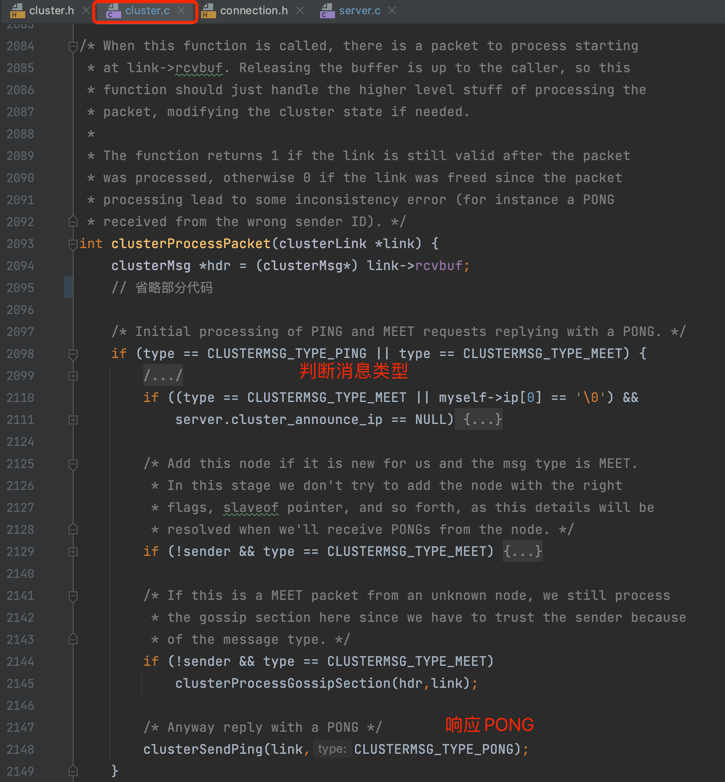 cluster.h cluster.c connection.h server.c
2083
2084 /* When this function is called, there is a packet to process starting
2085 * at link->rcvbuf. Releasing the buffer is up to the caller, so this
2086 * function should just handle the higher level stuff of processing the
2087 * packet, modifying the cluster state if needed.
2088 *
2089 * The function returns 1 if the link is still valid after the packet
2090 * was processed, otherwise 0 if the link was freed since the packet
2091 * processing lead to some inconsistency error (for instance a PONG
2092 * received from the wrong sender ID). */
2093 int clusterProcessPacket(clusterLink *link) {
2094 clusterMsg *hdr = (clusterMsg*) link->rcvbuf;
2095 // 省略部分代码
2096
2097 /* Initial processing of PING and MEET requests replying with a PONG. */
2098 if (type == CLUSTERMSG_TYPE_PING || type == CLUSTERMSG_TYPE_MEET) {
2099 /.../ 判断消息类型
2110 if ((type == CLUSTERMSG_TYPE_MEET || myself->ip[0] == '\0') &&
2111 server.cluster_announce_ip == NULL) {...}
2124
2125 /* Add this node if it is new for us and the msg type is MEET.
2126 * In this stage we don't try to add the node with the right
2127 * flags, slaveof pointer, and so forth, as this details will be
2128 * resolved when we'll receive PONGs from the node. */
2129 if (!sender && type == CLUSTERMSG_TYPE_MEET) {...}
2140
2141 /* If this is a MEET packet from an unknown node, we still process
2142 * the gossip section here since we have to trust the sender because
2143 * of the message type. */
2144 if (!sender && type == CLUSTERMSG_TYPE_MEET)
2145 clusterProcessGossipSection(hdr,link);
2146
2147 /* Anyway reply with a PONG */ 响应 PONG
2148 clusterSendPing(link, type: CLUSTERMSG_TYPE_PONG);
2149 }